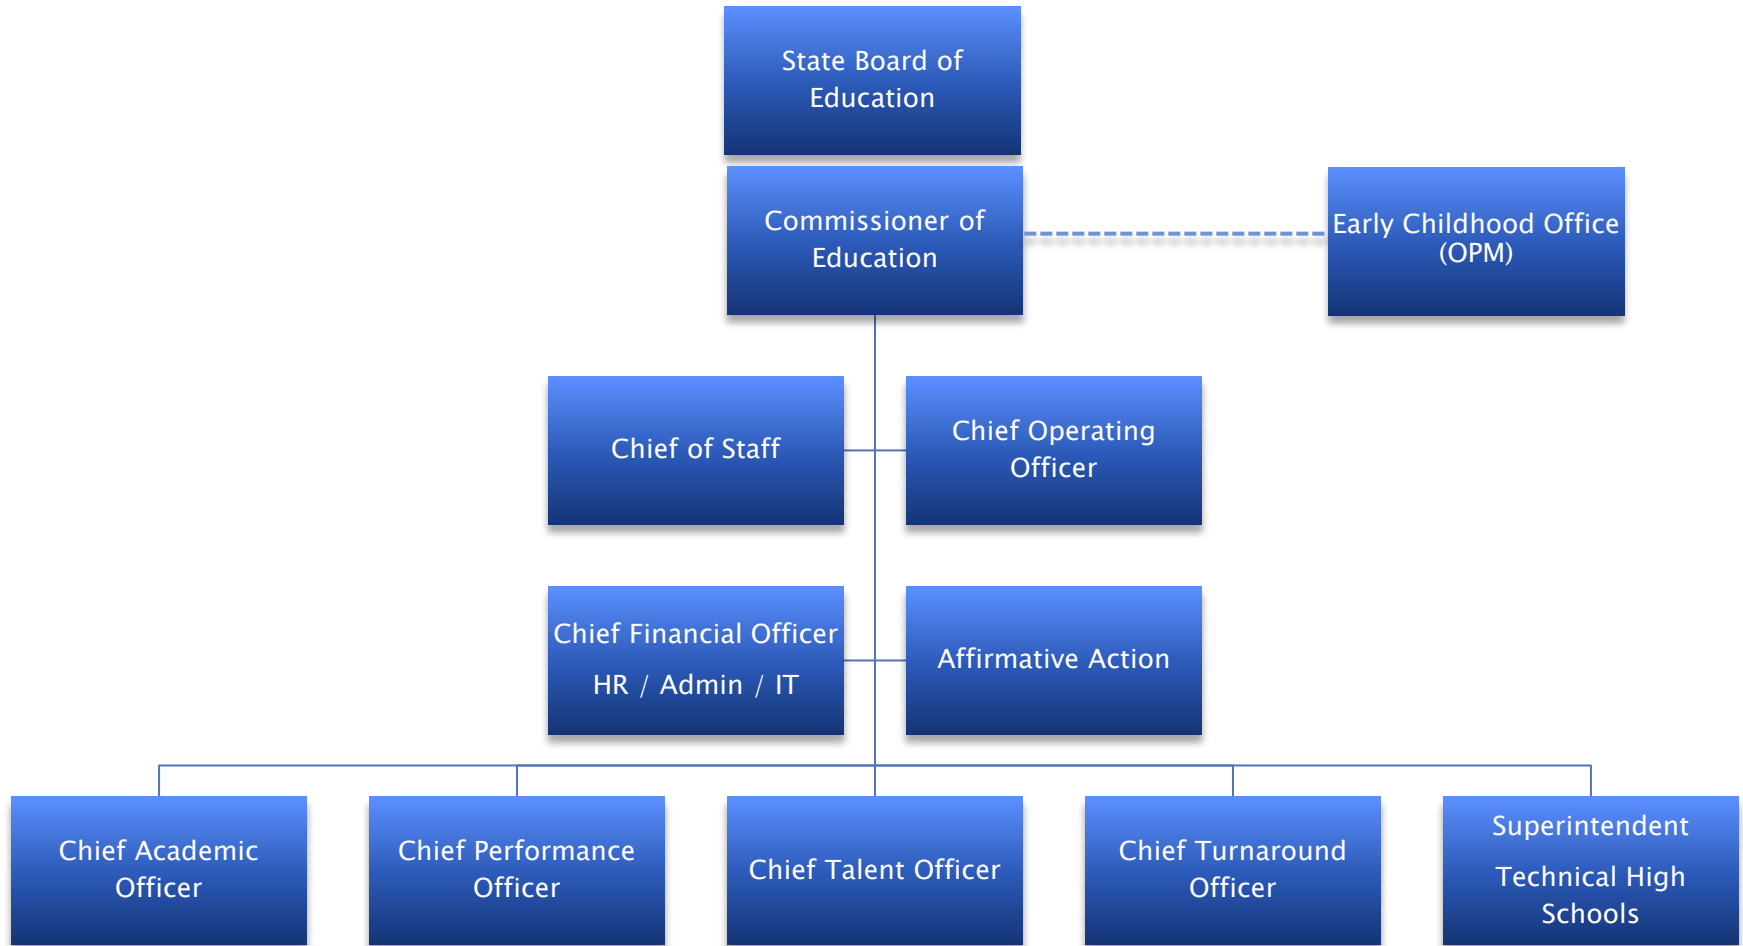 State Board of
Education
Commissioner of
Education
Early Childhood Office
(OPM)
Chief of Staff
Chief Operating
Officer
Chief Financial Officer
HR / Admin / IT
Affirmative Action
Chief Academic
Officer
Chief Performance
Officer
Chief Talent Officer
Chief Turnaround
Officer
Superintendent
Technical High
Schools